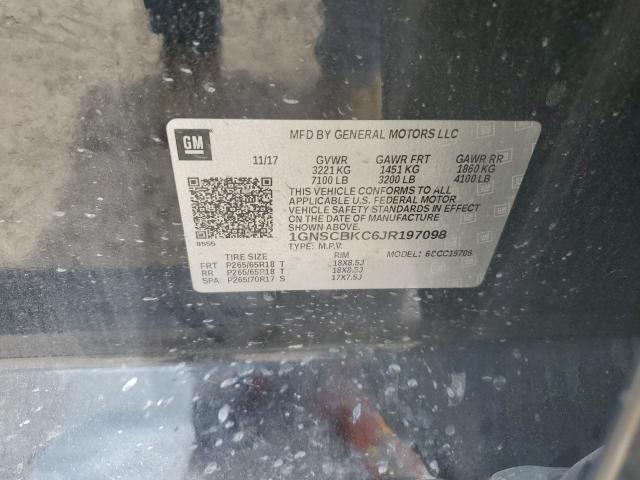 GM
MFD BY GENERAL MOTORS LLC
11/17 GVWR GAWR FRT GAWR RR
3221 KG 1451 KG 1860 KG
7100 LB 3200 LB 4100 LB
THIS VEHICLE CONFORMS TO ALL
APPLICABLE U.S. FEDERAL MOTOR
VEHICLE SAFETY STANDARDS IN EFFECT
ON THE DATE OF MANUFACTURE
SHOWN ABOVE.
1GNSCBKC6JR197098
8555
TYPE: M.P.V. MODEL:
TIRE SIZE RIM
FRT P265/65R18 T 18X8.5J
RR P265/65R18 T 18X8.5J
SPA P265/70R17 S 17X7.5J